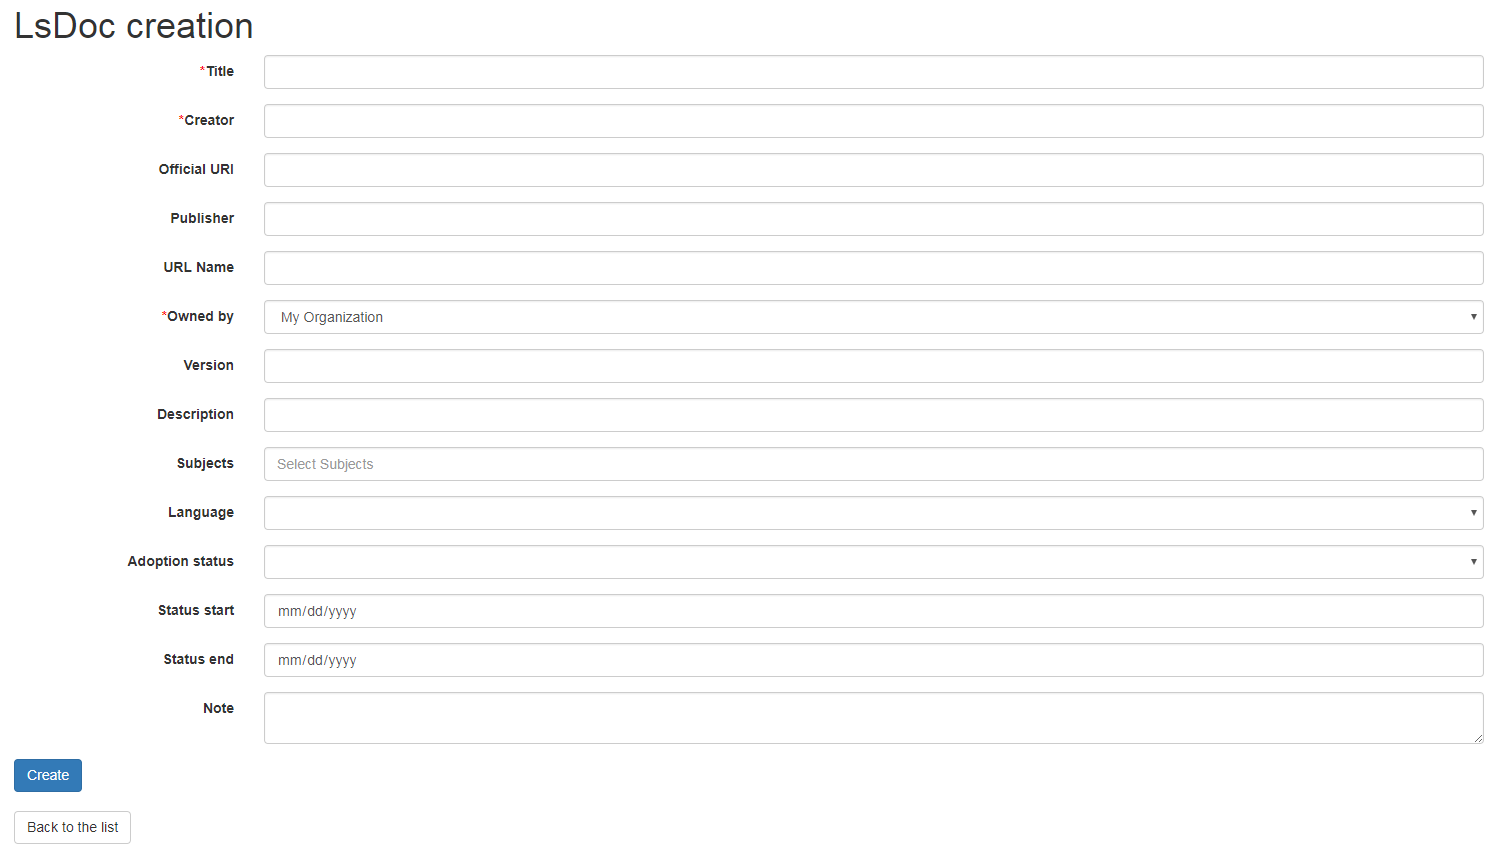 LsDoc creation
*Title
*Creator
Official URI
Publisher
URL Name
*Owned by My Organization
Version
Description
Subjects Select Subjects
Language
Adoption status
Status start mm/dd/yyyy
Status end mm/dd/yyyy
Note
Create
Back to the list